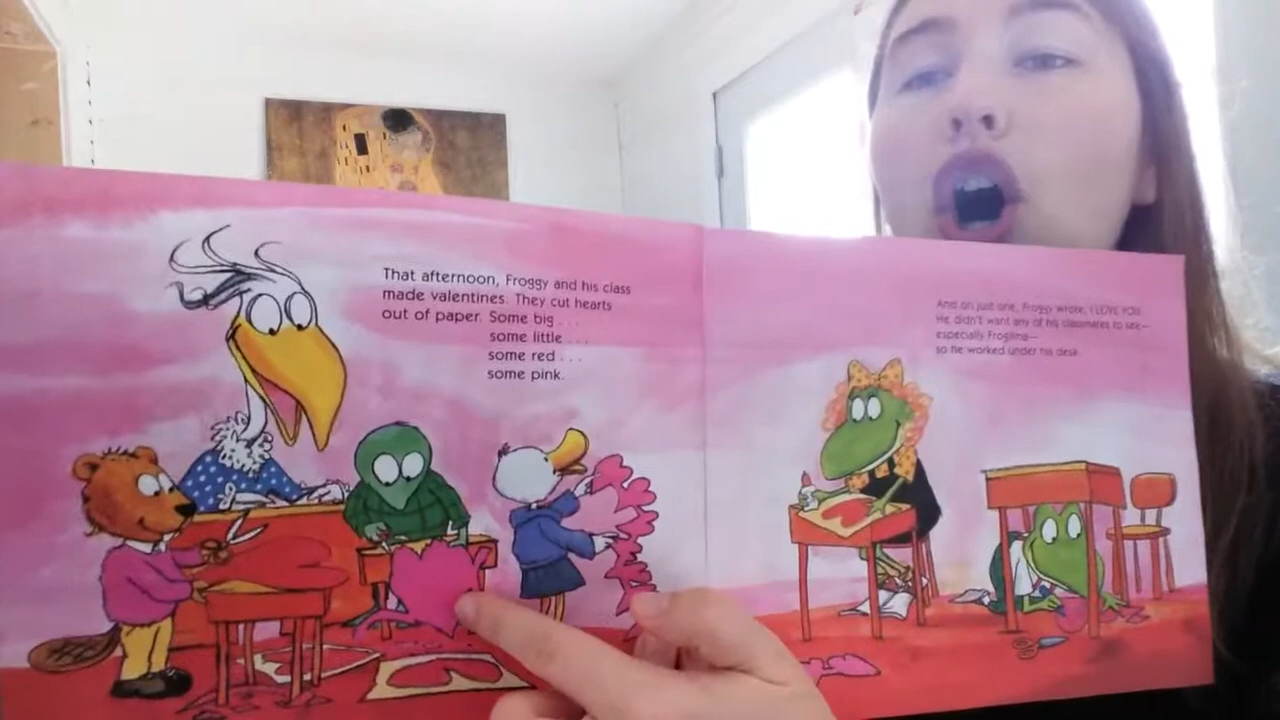 That afternoon, Froggy and his class
made valentines. They cut hearts
out of paper. Some big . . .
some little . . .
some red . . .
some pink.
And on just one, Froggy wrote, I LOVE YOU.
He didn't want any of his classmates to see—
especially Frogilina—
so he worked under his desk.